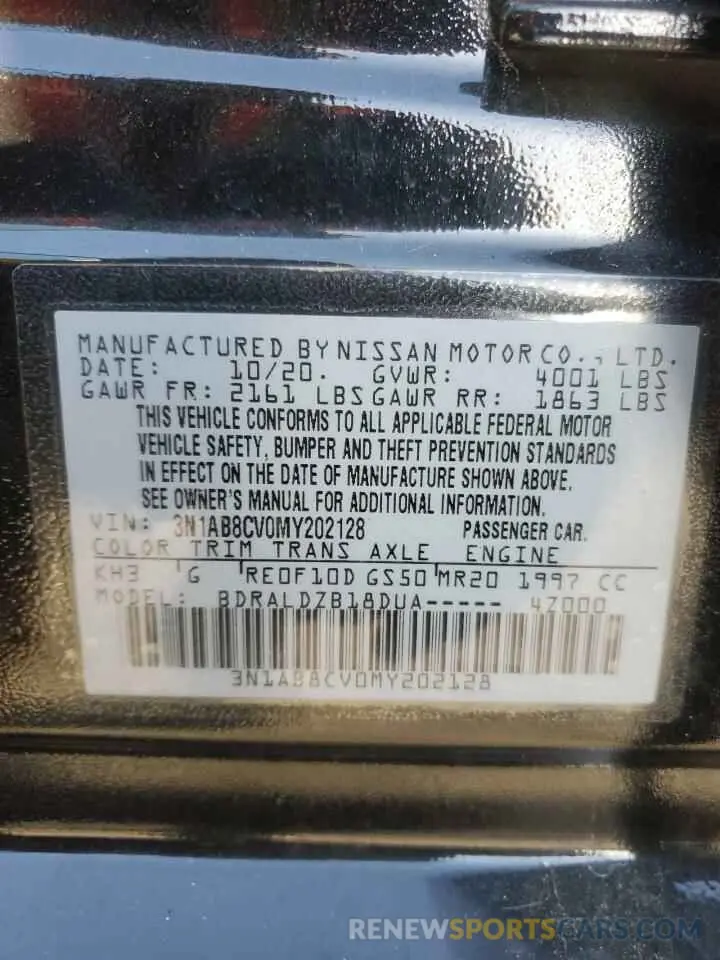 MANUFACTURED BY NISSAN MOTOR CO., LTD.
DATE: 10/20. GVWR: 4001 LBS
GAWR FR: 2161 LBS GAWR RR: 1863 LBS
THIS VEHICLE CONFORMS TO ALL APPLICABLE FEDERAL MOTOR
VEHICLE SAFETY, BUMPER AND THEFT PREVENTION STANDARDS
IN EFFECT ON THE DATE OF MANUFACTURE SHOWN ABOVE.
SEE OWNER'S MANUAL FOR ADDITIONAL INFORMATION.
VIN: 3N1AB8CV0MY202128 PASSENGER CAR.
COLOR TRIM TRANS AXLE ENGINE
KH3 G RE0F10D GS50 MR20 1997 CC
MODEL: BDRALDZB18DUA----- 4Z000
3N1AB8CV0MY202128
RENEWSPORTSCARS.COM